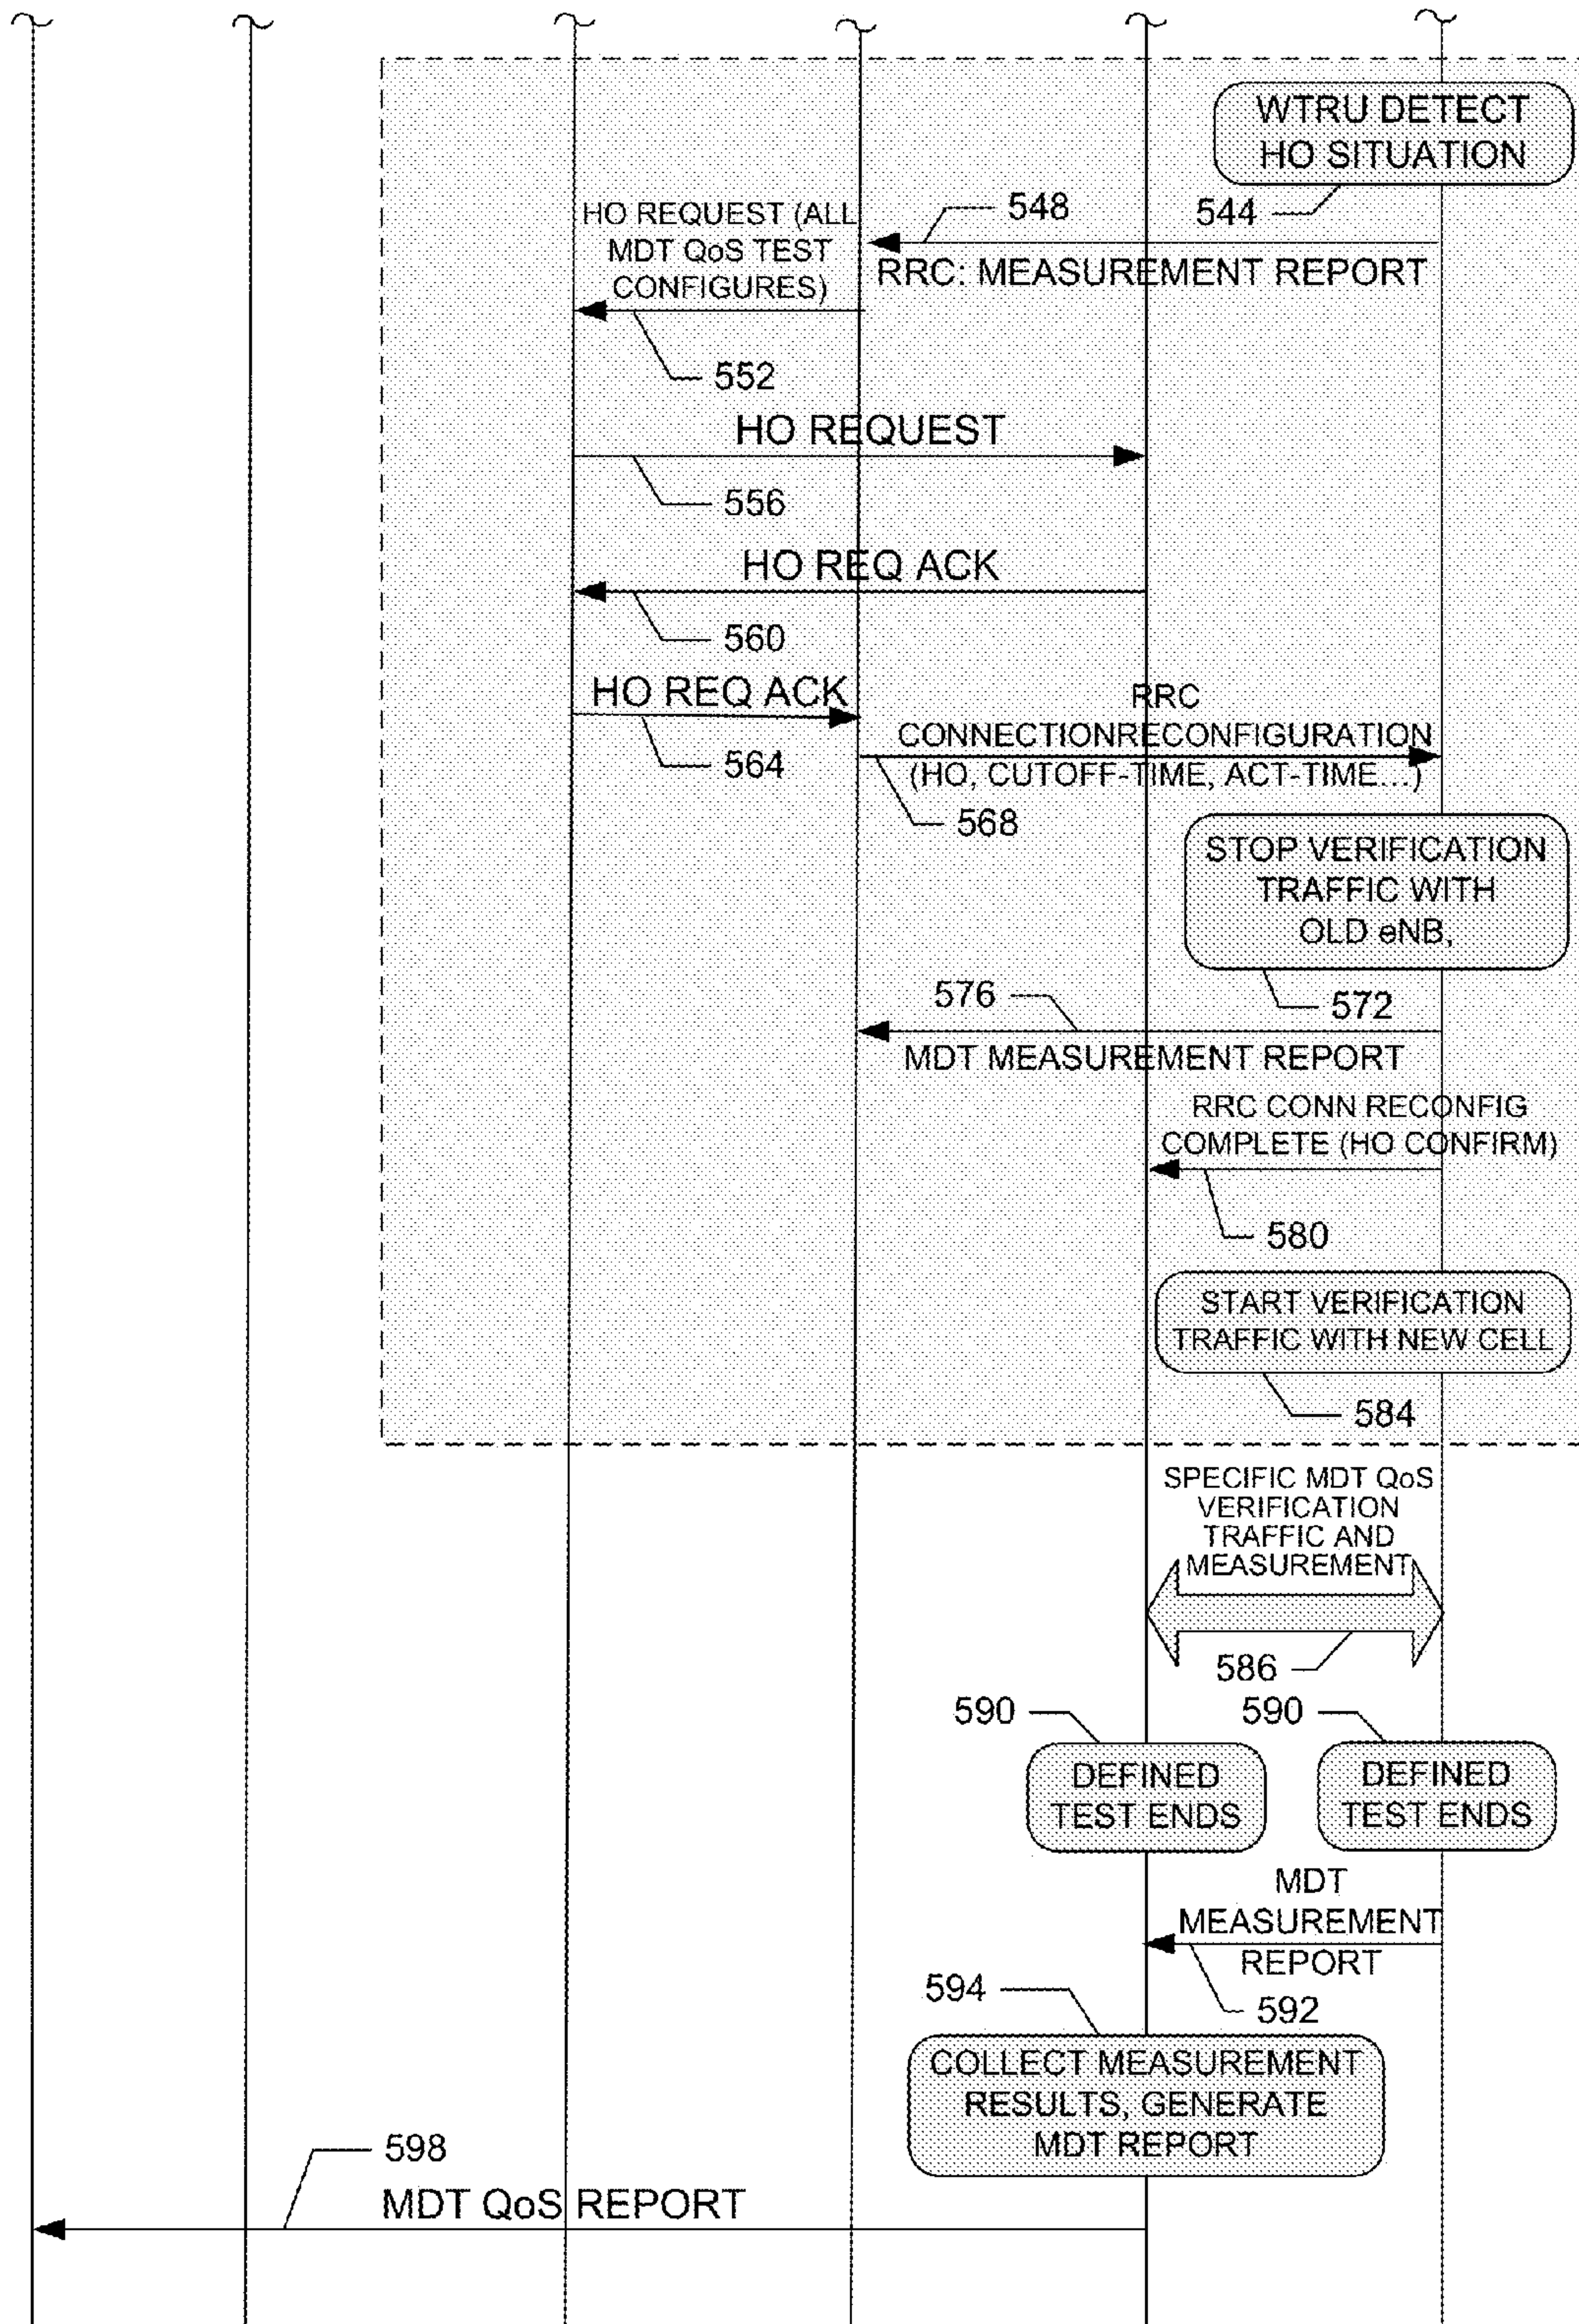 WTRU DETECT
HO SITUATION
544
548
RRC: MEASUREMENT REPORT
HO REQUEST (ALL
MDT QoS TEST
CONFIGURES)
552
HO REQUEST
556
HO REQ ACK
560
HO REQ ACK
564
RRC
CONNECTIONRECONFIGURATION
(HO, CUTOFF-TIME, ACT-TIME...)
568
STOP VERIFICATION
TRAFFIC WITH
OLD eNB,
572
576
MDT MEASUREMENT REPORT
RRC CONN RECONFIG
COMPLETE (HO CONFIRM)
580
START VERIFICATION
TRAFFIC WITH NEW CELL
584
SPECIFIC MDT QoS
VERIFICATION
TRAFFIC AND
MEASUREMENT
586
590
590
DEFINED
TEST ENDS
DEFINED
TEST ENDS
MDT
MEASUREMENT
REPORT
592
594
COLLECT MEASUREMENT
RESULTS, GENERATE
MDT REPORT
598
MDT QoS REPORT